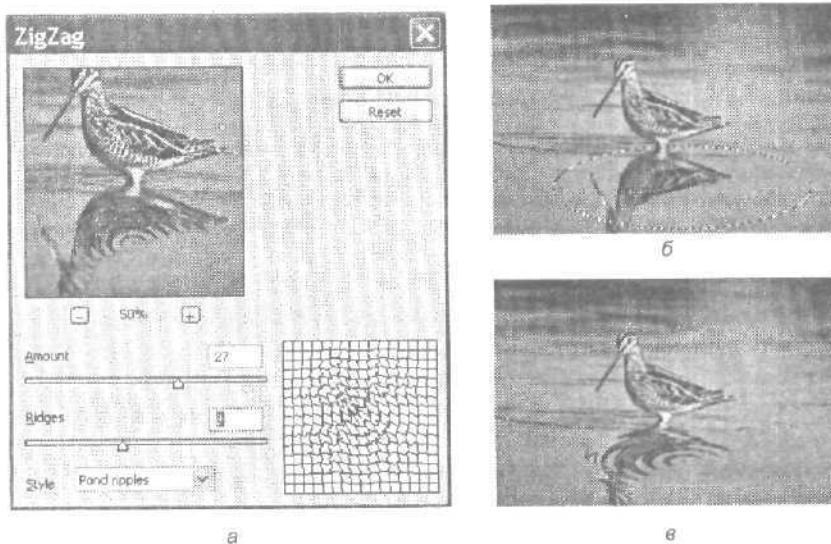 ZigZag
OK
Reset
50%
Amount
27
Ridges
Style
Pond ripples
а
б
в